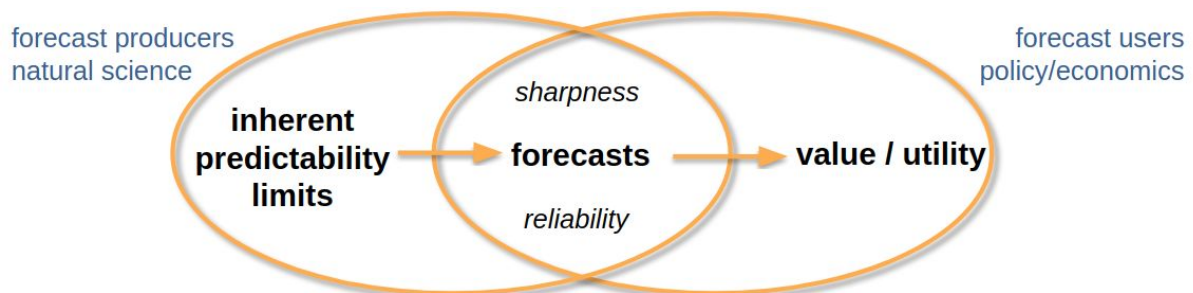 forecast producers
natural science
forecast users
policy/economics
sharpness
inherent
predictability
limits
forecasts
value / utility
reliability